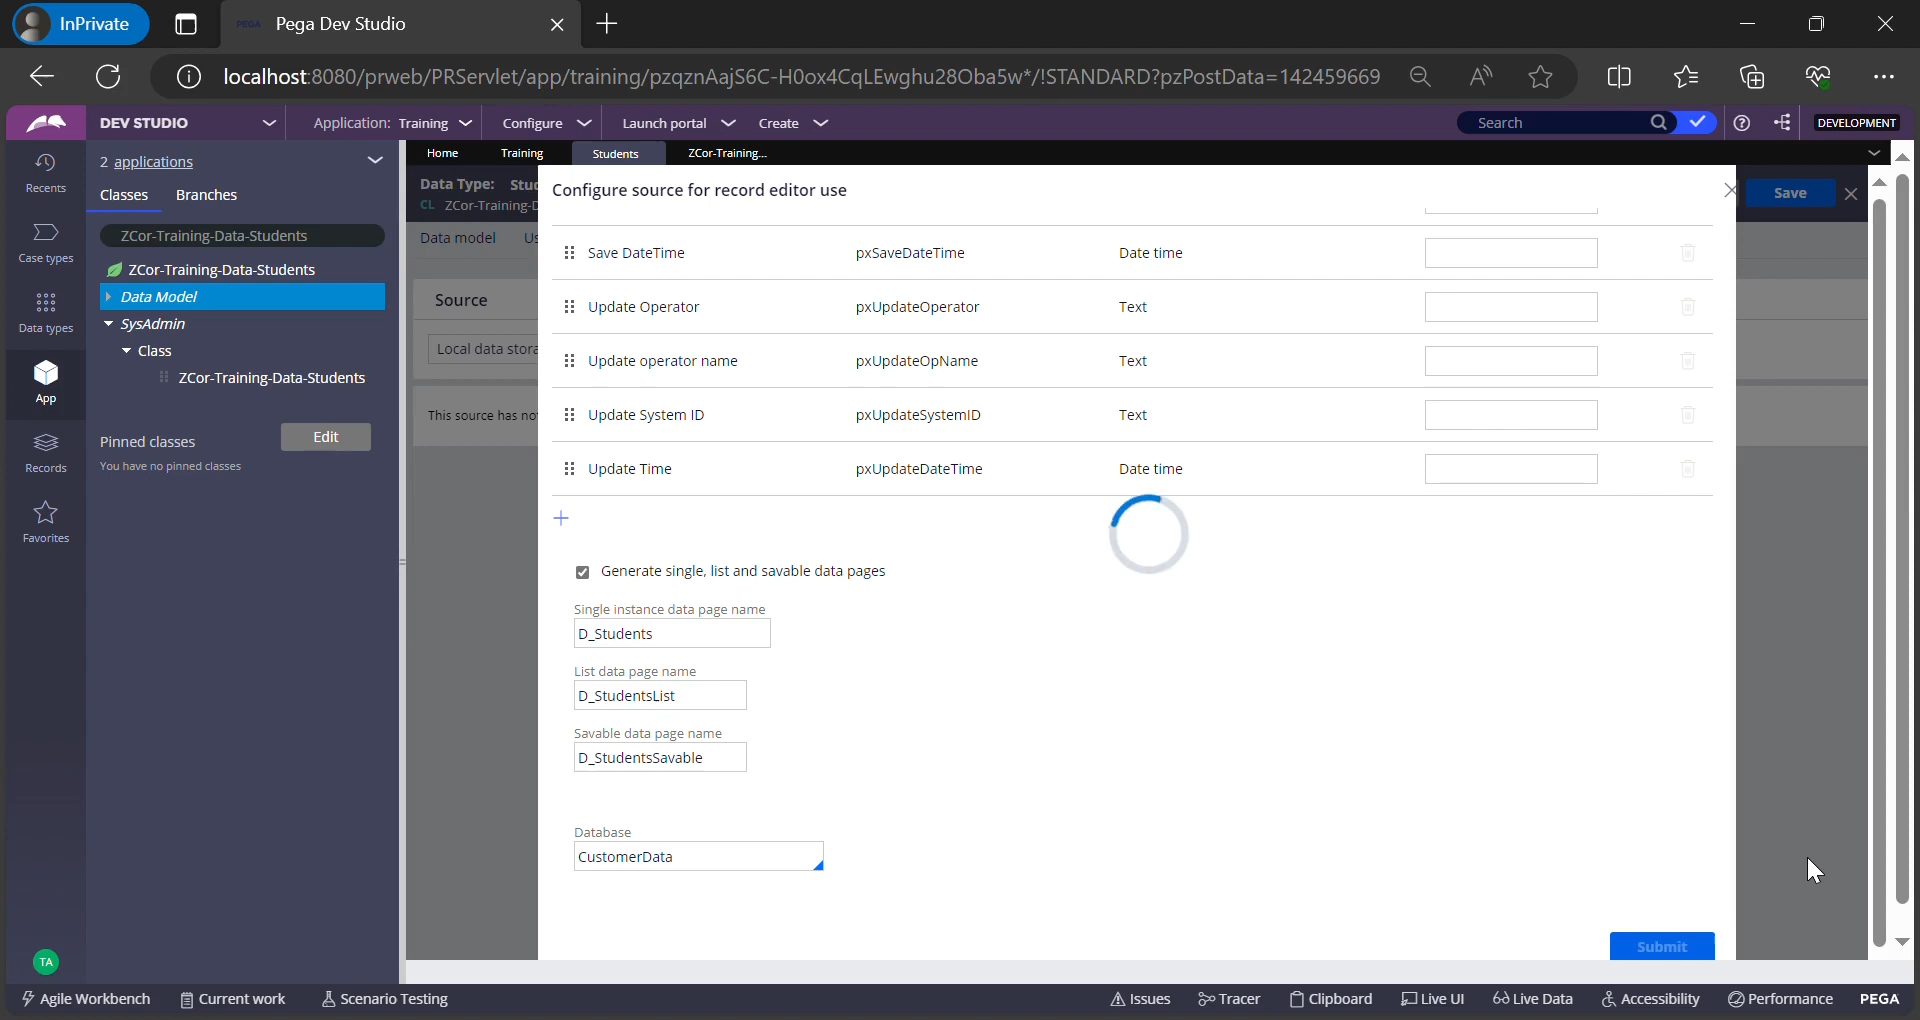 InPrivate
PEGA Pega Dev Studio
localhost:8080/prweb/PRServlet/app/training/pzqznAajS6C-H0ox4CqLEwghu28Oba5w*/!STANDARD?pzPostData=142459669
DEV STUDIO
Application: Training
Configure
Launch portal
Create
Search
DEVELOPMENT
Recents
Case types
Data types
App
Records
Favorites
TA
2 applications
Classes Branches
ZCor-Training-Data-Students
ZCor-Training-Data-Students
Data Model
SysAdmin
Class
ZCor-Training-Data-Students
Pinned classes
Edit
You have no pinned classes
Home Training Students ZCor-Training...
Data Type: Stu
CL ZCor-Training-D
Save
Data model Us
Source
Local data stora
This source has not
Configure source for record editor use
Save DateTime pxSaveDateTime Date time
Update Operator pxUpdateOperator Text
Update operator name pxUpdateOpName Text
Update System ID pxUpdateSystemID Text
Update Time pxUpdateDateTime Date time
Generate single, list and savable data pages
Single instance data page name
D_Students
List data page name
D_StudentsList
Savable data page name
D_StudentsSavable
Database
CustomerData
Submit
Agile Workbench Current work Scenario Testing Issues Tracer Clipboard Live UI Live Data Accessibility Performance PEGA